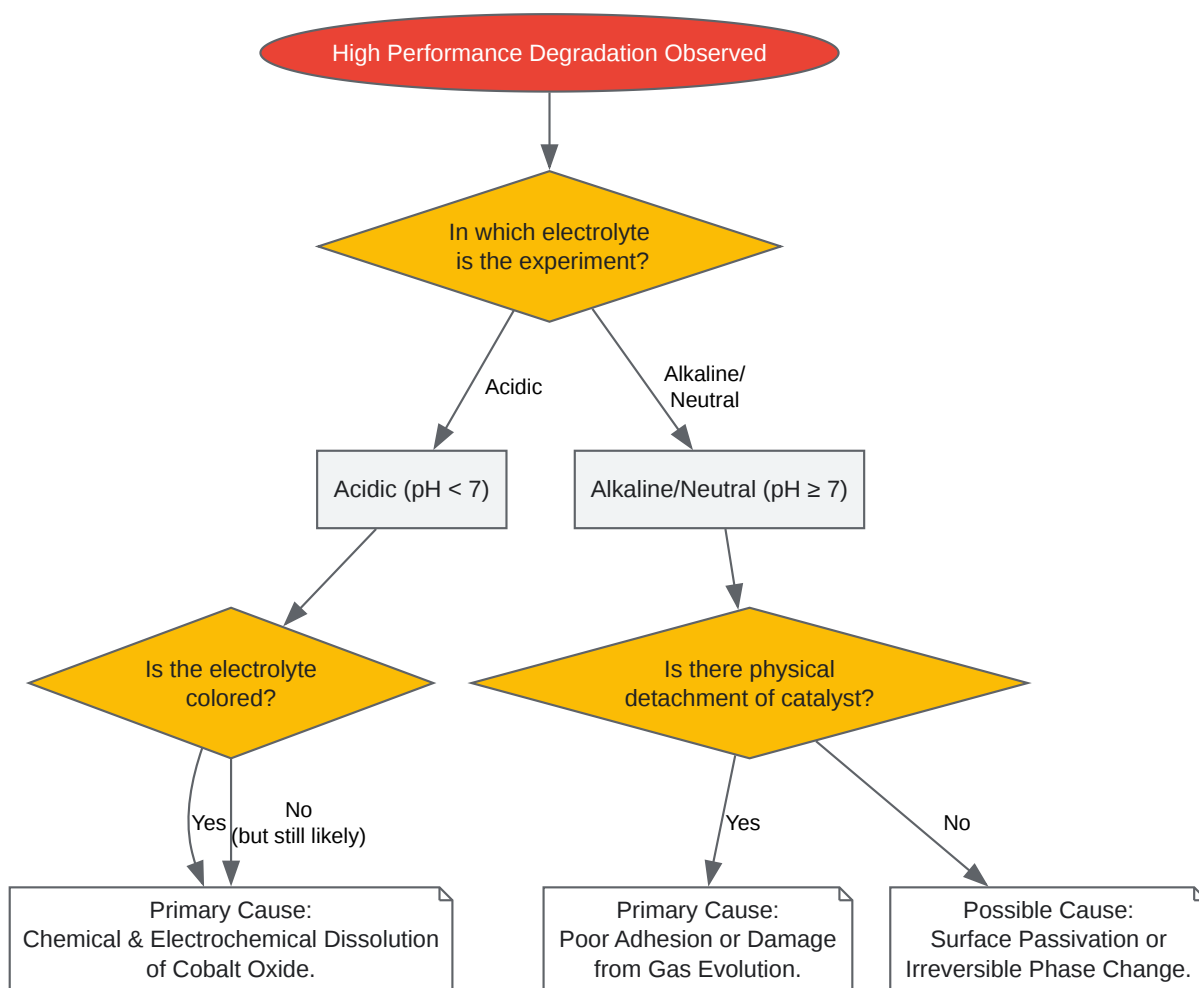 High Performance Degradation Observed
In which electrolyte
is the experiment?
Acidic
Alkaline/
Neutral
Acidic (pH < 7)
Alkaline/Neutral (pH ≥ 7)
Is the electrolyte
colored?
Is there physical
detachment of catalyst?
Yes
No
(but still likely)
Yes
No
Primary Cause:
Chemical & Electrochemical Dissolution
of Cobalt Oxide.
Primary Cause:
Poor Adhesion or Damage
from Gas Evolution.
Possible Cause:
Surface Passivation or
Irreversible Phase Change.